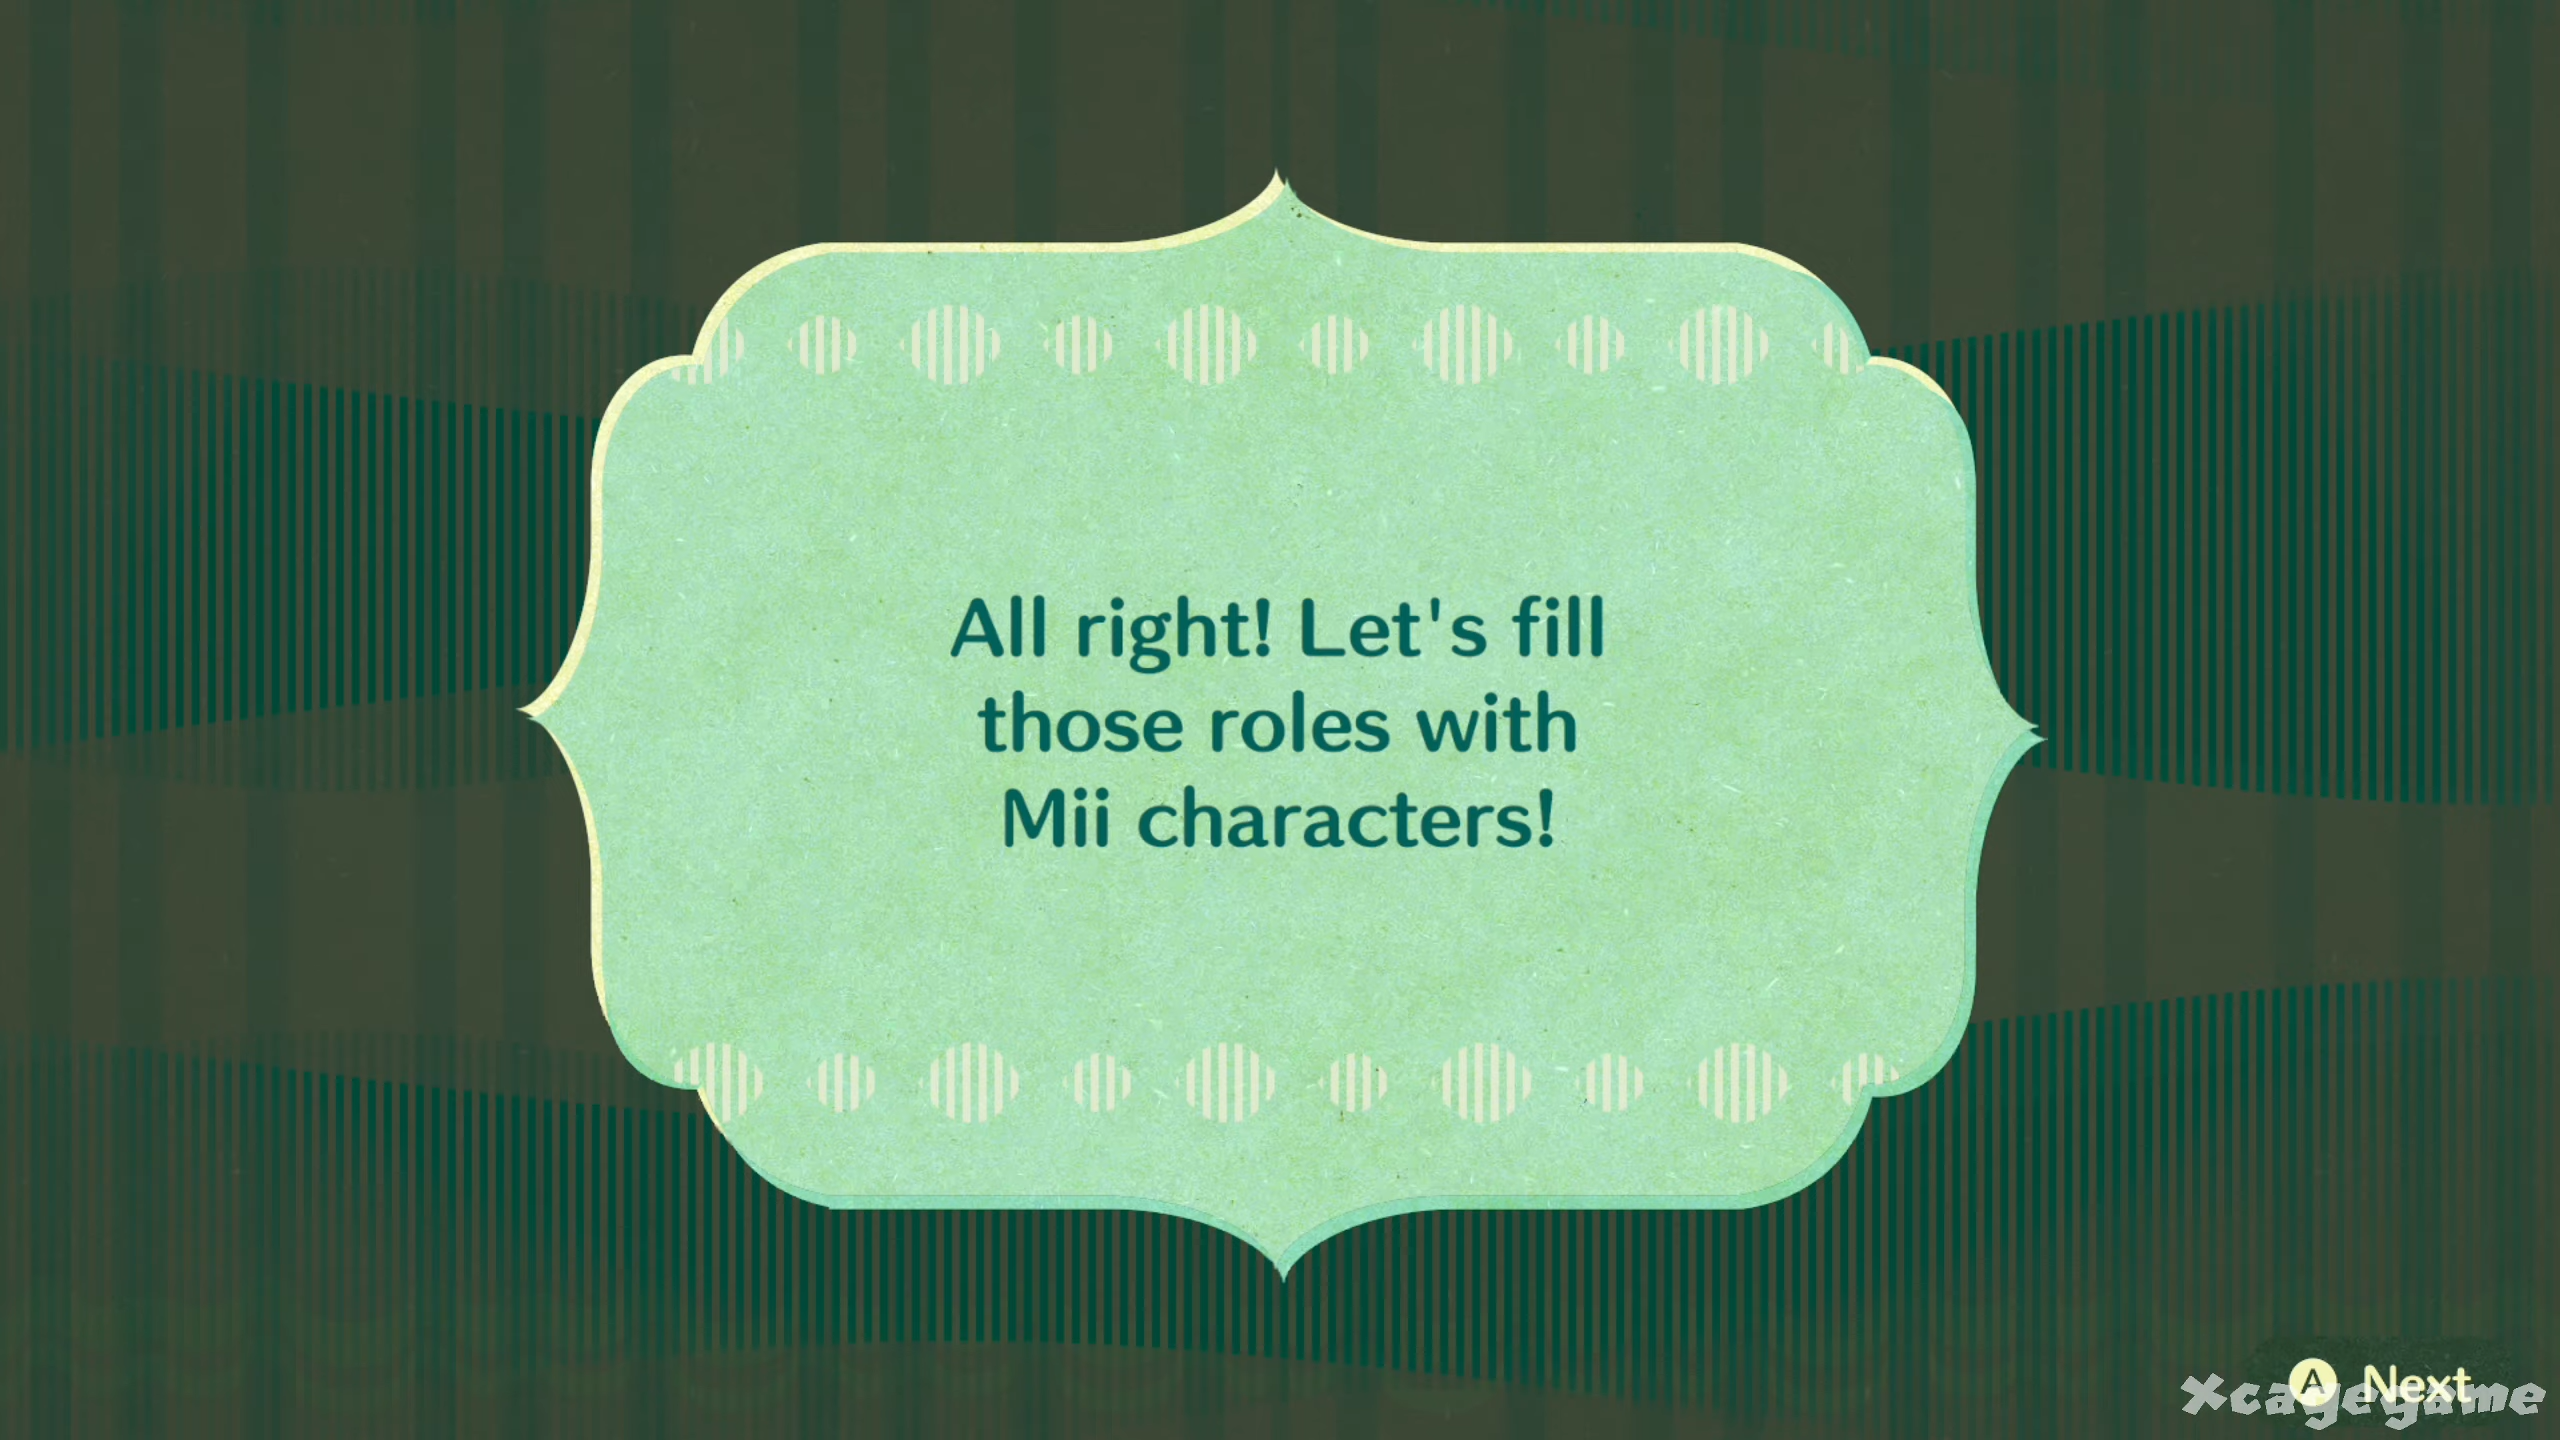 All right! Let's fill
those roles with
Mii characters!
A Next
Xcagegame